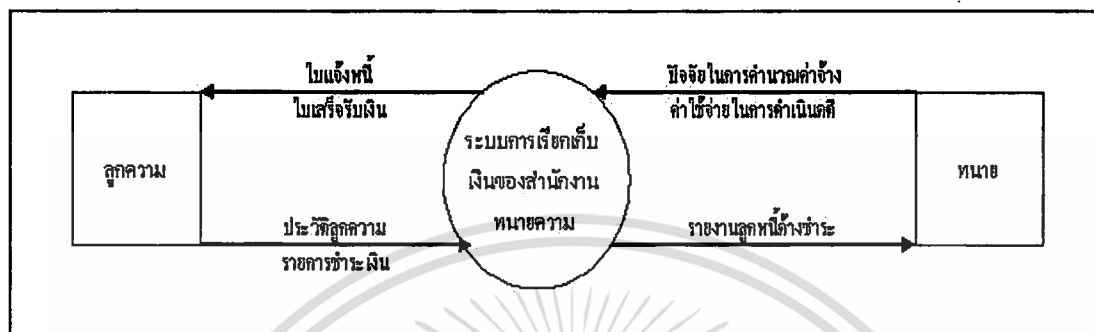 ใบแจ้งหนี้
ใบเสร็จรับเงิน
ปัจจัยในการคำนวณค่าจ้าง
ค่าใช้จ่ายในการดำเนินคดี
ลูกความ
ระบบการเรียกเก็บ
เงินของสำนักงาน
ทนายความ
ทนาย
ประวัติลูกความ
รายการชำระเงิน
รายงานลูกหนี้ค้างชำระ